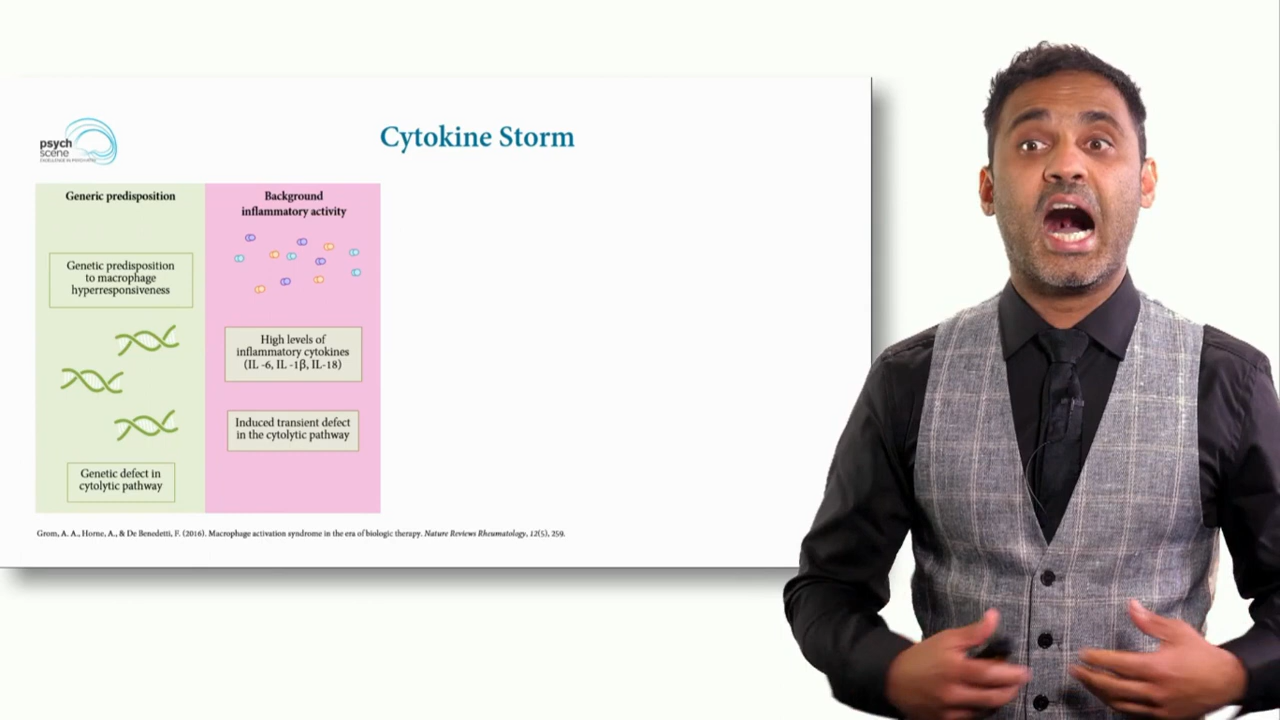 psych
scene
EXCELLENCE IN PSYCHIATRY
Cytokine Storm
Generic predisposition
Genetic predisposition
to macrophage
hyperresponsiveness
Genetic defect in
cytolytic pathway
Background
inflammatory activity
High levels of
inflammatory cytokines
(IL -6, IL -1β, IL-18)
Induced transient defect
in the cytolytic pathway
Grom, A. A., Horne, A., & De Benedetti, F. (2016). Macrophage activation syndrome in the era of biologic therapy. Nature Reviews Rheumatology, 12(5), 259.